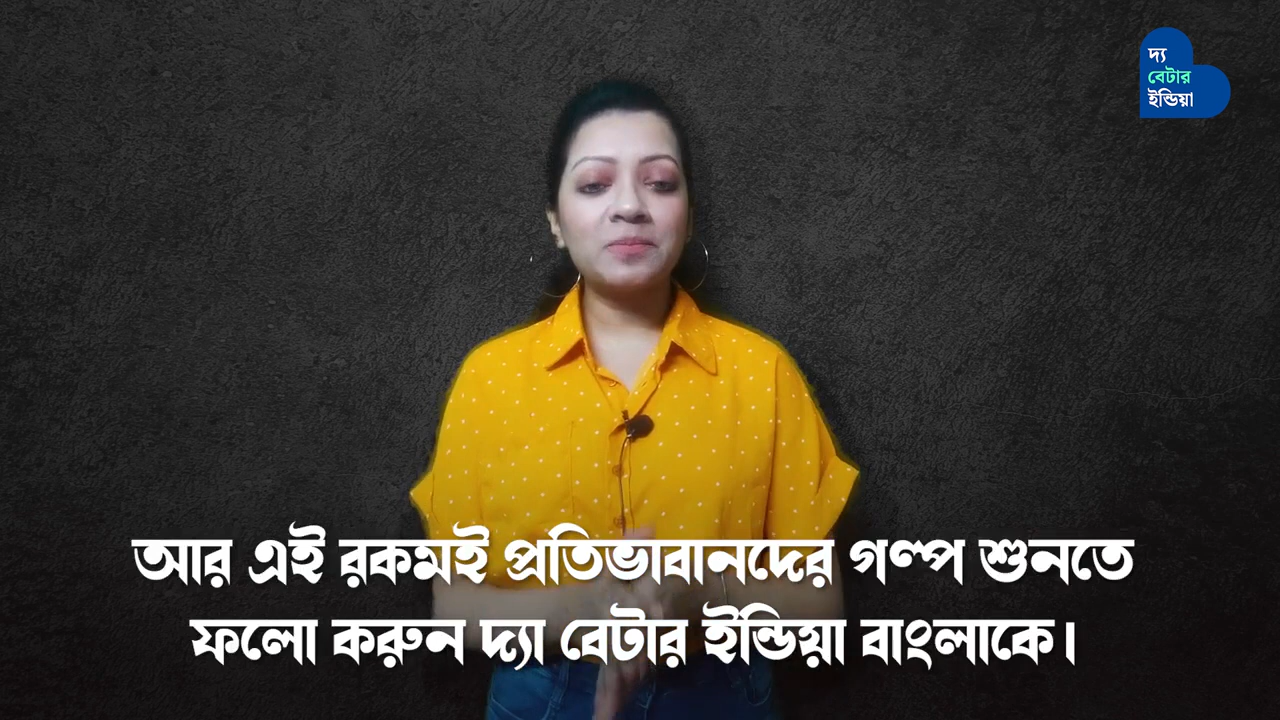 দ্য
বেটার
ইন্ডিয়া
আর এই রকমই প্রতিভাবানদের গল্প শুনতে
ফলো করুন দ্যা বেটার ইন্ডিয়া বাংলাকে।